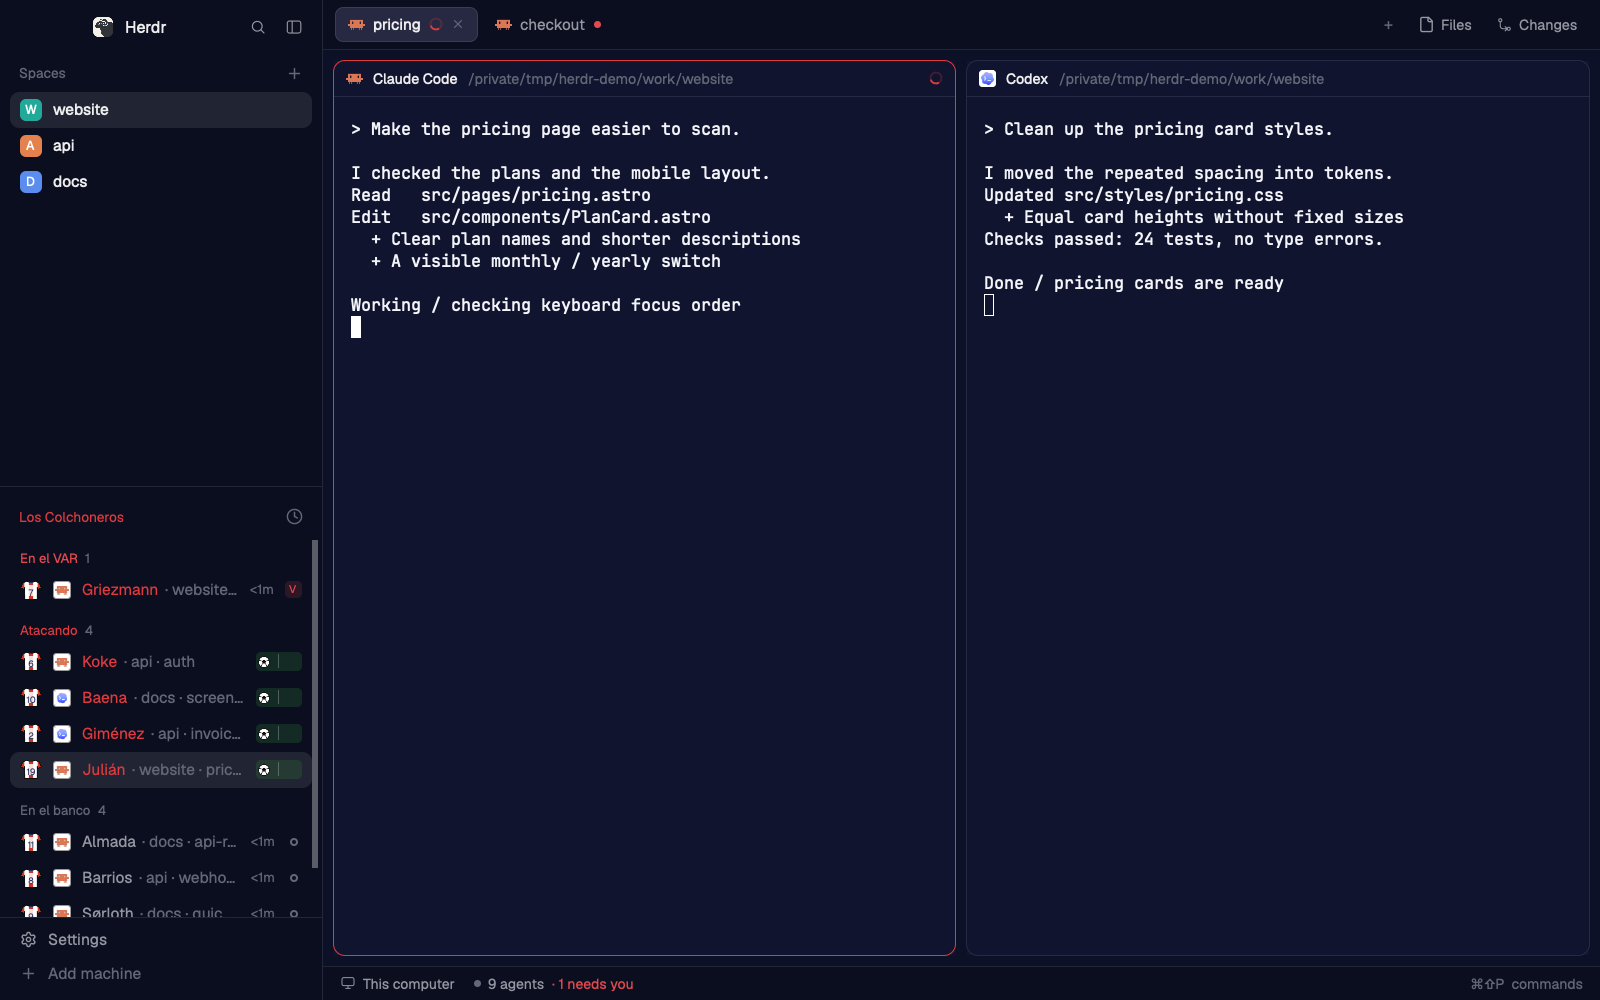 Herdr
Spaces
W website
A api
D docs
Los Colchoneros
En el VAR 1
7 Griezmann · website... <1m V
Atacando 4
6 Koke · api · auth
10 Baena · docs · screen...
2 Giménez · api · invoic...
19 Julián · website · pric...
En el banco 4
11 Almada · docs · api-r... <1m
8 Barrios · api · webho... <1m
Sørloth · docs · quic... <1m
Settings
+ Add machine
pricing ×
checkout
+ Files Changes
Claude Code /private/tmp/herdr-demo/work/website
> Make the pricing page easier to scan.
I checked the plans and the mobile layout.
Read src/pages/pricing.astro
Edit src/components/PlanCard.astro
+ Clear plan names and shorter descriptions
+ A visible monthly / yearly switch
Working / checking keyboard focus order
Codex /private/tmp/herdr-demo/work/website
> Clean up the pricing card styles.
I moved the repeated spacing into tokens.
Updated src/styles/pricing.css
+ Equal card heights without fixed sizes
Checks passed: 24 tests, no type errors.
Done / pricing cards are ready
This computer 9 agents · 1 needs you
⌘⇧P commands